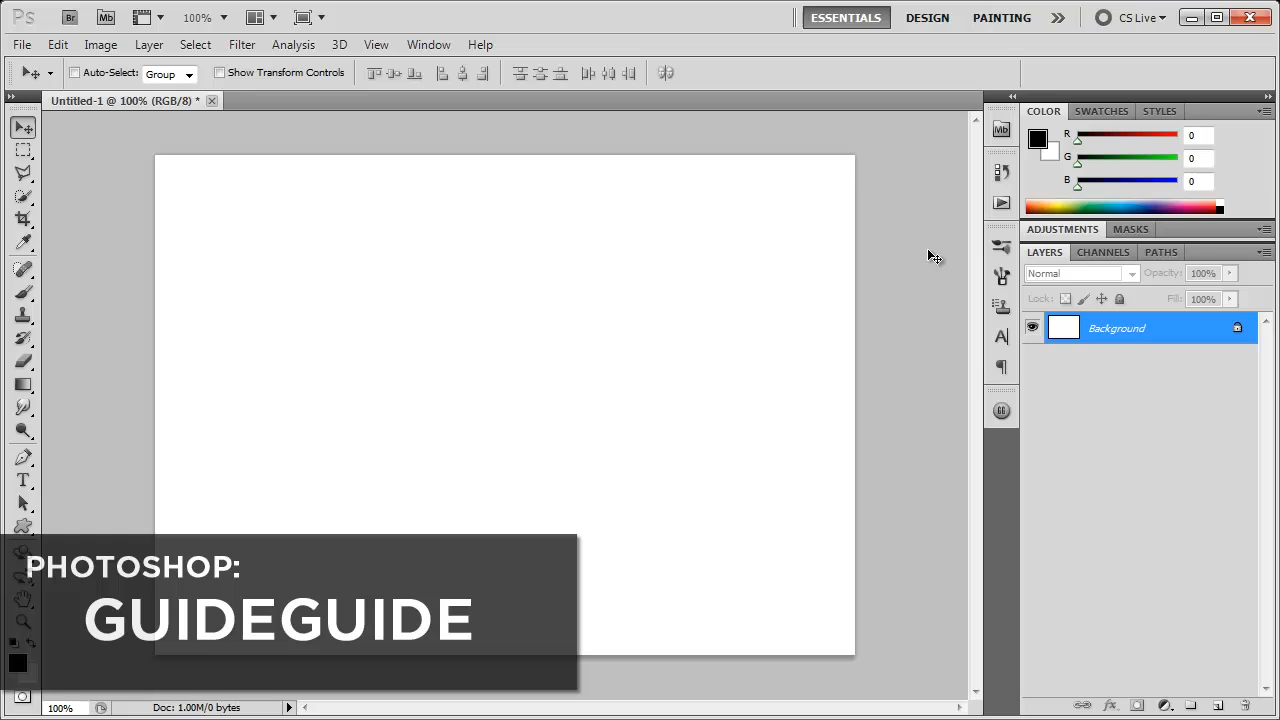 Ps Br Mb 100% ESSENTIALS DESIGN PAINTING CS Live
File Edit Image Layer Select Filter Analysis 3D View Window Help
Auto-Select: Group Show Transform Controls
Untitled-1 @ 100% (RGB/8) *
COLOR SWATCHES STYLES
Mb
R 0
G 0
B 0
ADJUSTMENTS MASKS
LAYERS CHANNELS PATHS
Normal Opacity: 100%
Lock: Fill: 100%
Background
PHOTOSHOP:
GUIDEGUIDE
100% Doc: 1.00M/0 bytes